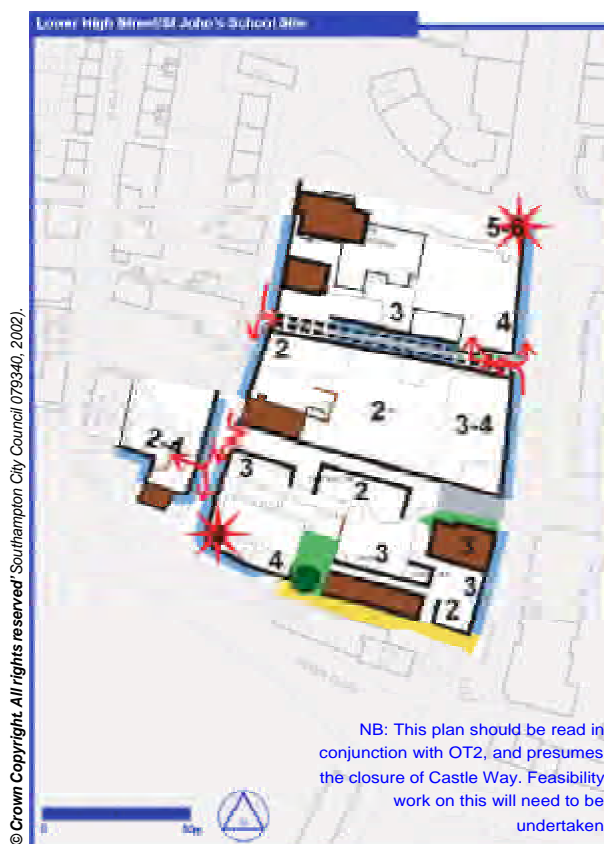 Lower High Street/St John's School Site
5-6
3
4
2
2-
3-4
2-4
3
2
3
4
3
3
2
NB: This plan should be read in
conjunction with OT2, and presumes
the closure of Castle Way. Feasibility
work on this will need to be
undertaken
0
50m
© Crown Copyright. All rights reserved' Southampton City Council 079340, 2002).